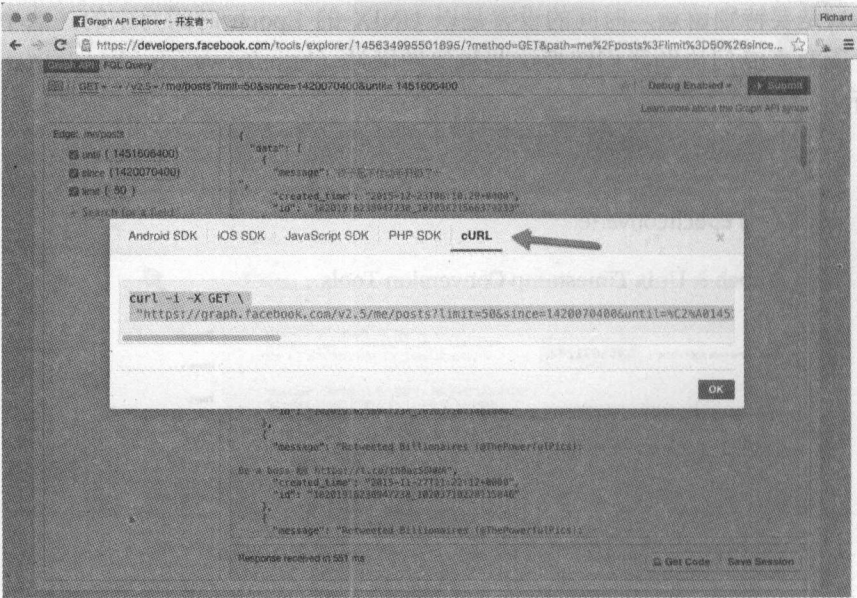 Graph API Explorer - 开发者 ×
Richard
https://developers.facebook.com/tools/explorer/145634995501895/?method=GET&path=me%2Fposts%3Flimit%3D50%26since...
Graph API FQL Query
GET /v2.5 /me/posts?limit=50&since=1420070400&until= 1451606400
Debug Enabled
Submit
Learn more about the Graph API syntax
Edge: me/posts
until ( 1451606400)
since (1420070400)
limit ( 50 )
+ Search for a field
{
"data": [
{
"message":
",
"created_time":
"id":
Android SDK iOS SDK JavaScript SDK PHP SDK cURL ×
curl -i -X GET \
"https://graph.facebook.com/v2.5/me/posts?limit=50&since=1420070400&until=%C2%A0145
OK
"id":
},
{
"message": "Retweeted Billionaires (@ThePowerfulPics):
Be a boss
"created_time": "2015-11-27T21:22:12+0000",
"id":
},
{
"message": "Retweeted Billionaires (@ThePowerfulPics):
Response received in 551 ms
Get Code Save Session